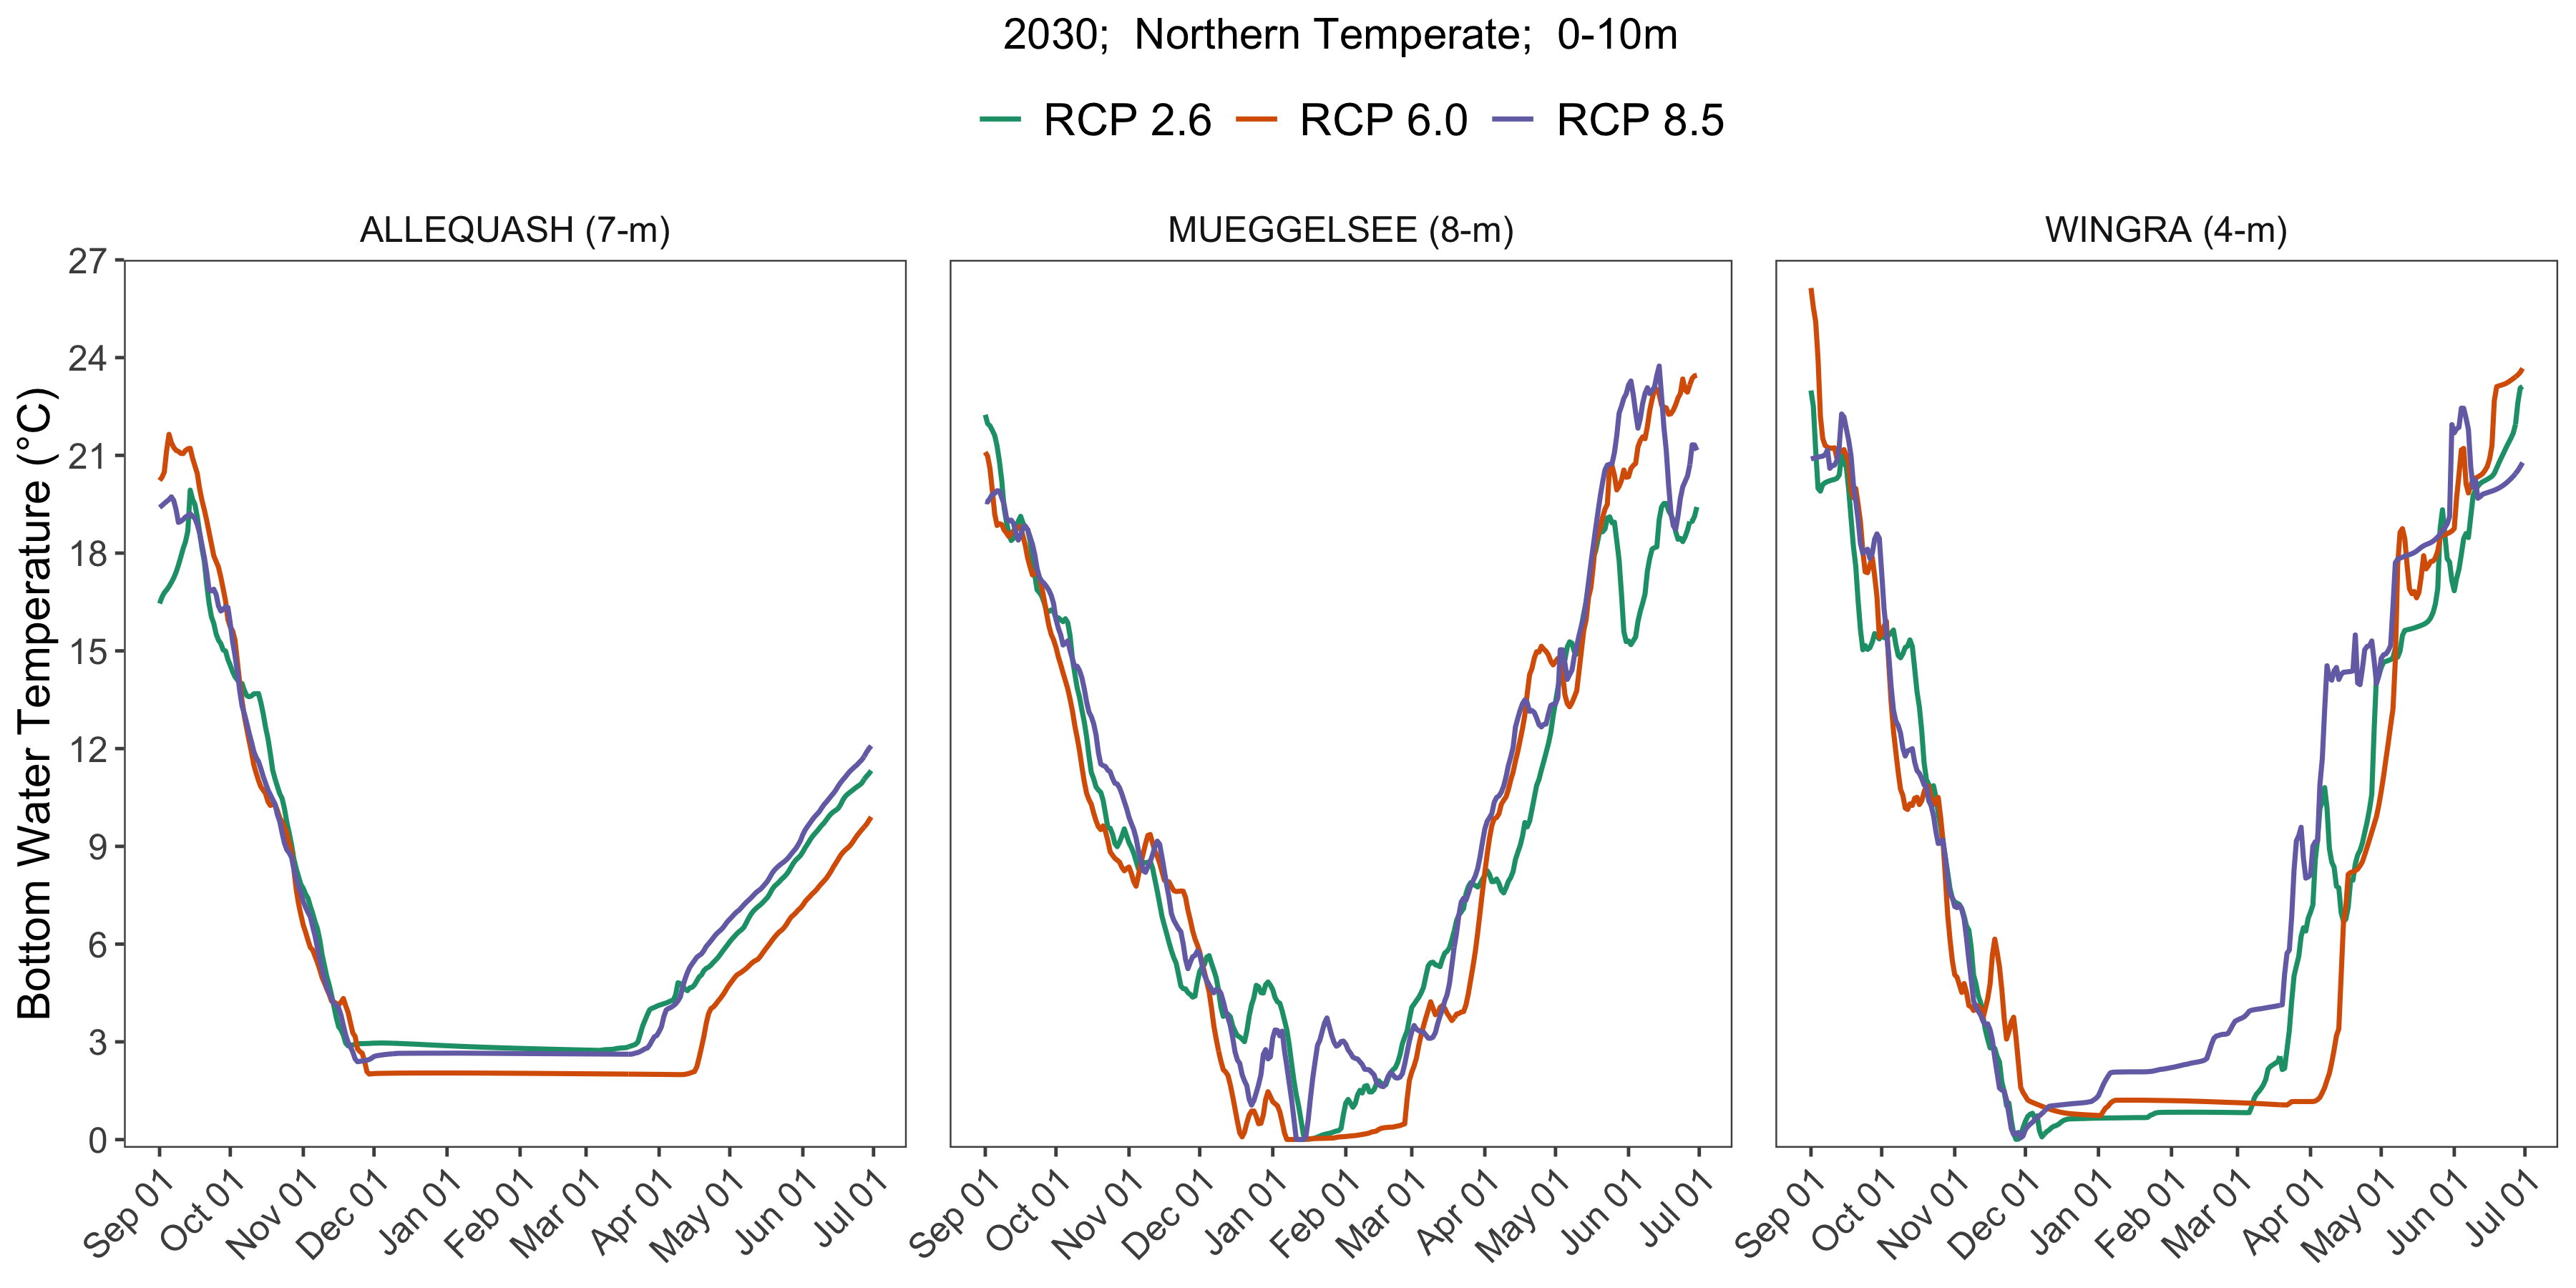 2030;  Northern Temperate;  0-10m
RCP 2.6 RCP 6.0 RCP 8.5
ALLEQUASH (7-m) MUEGGELSEE (8-m) WINGRA (4-m)
Bottom Water Temperature (°C)
27
24
21
18
15
12
9
6
3
0
Sep 01 Oct 01 Nov 01 Dec 01 Jan 01 Feb 01 Mar 01 Apr 01 May 01 Jun 01 Jul 01
Sep 01 Oct 01 Nov 01 Dec 01 Jan 01 Feb 01 Mar 01 Apr 01 May 01 Jun 01 Jul 01
Sep 01 Oct 01 Nov 01 Dec 01 Jan 01 Feb 01 Mar 01 Apr 01 May 01 Jun 01 Jul 01